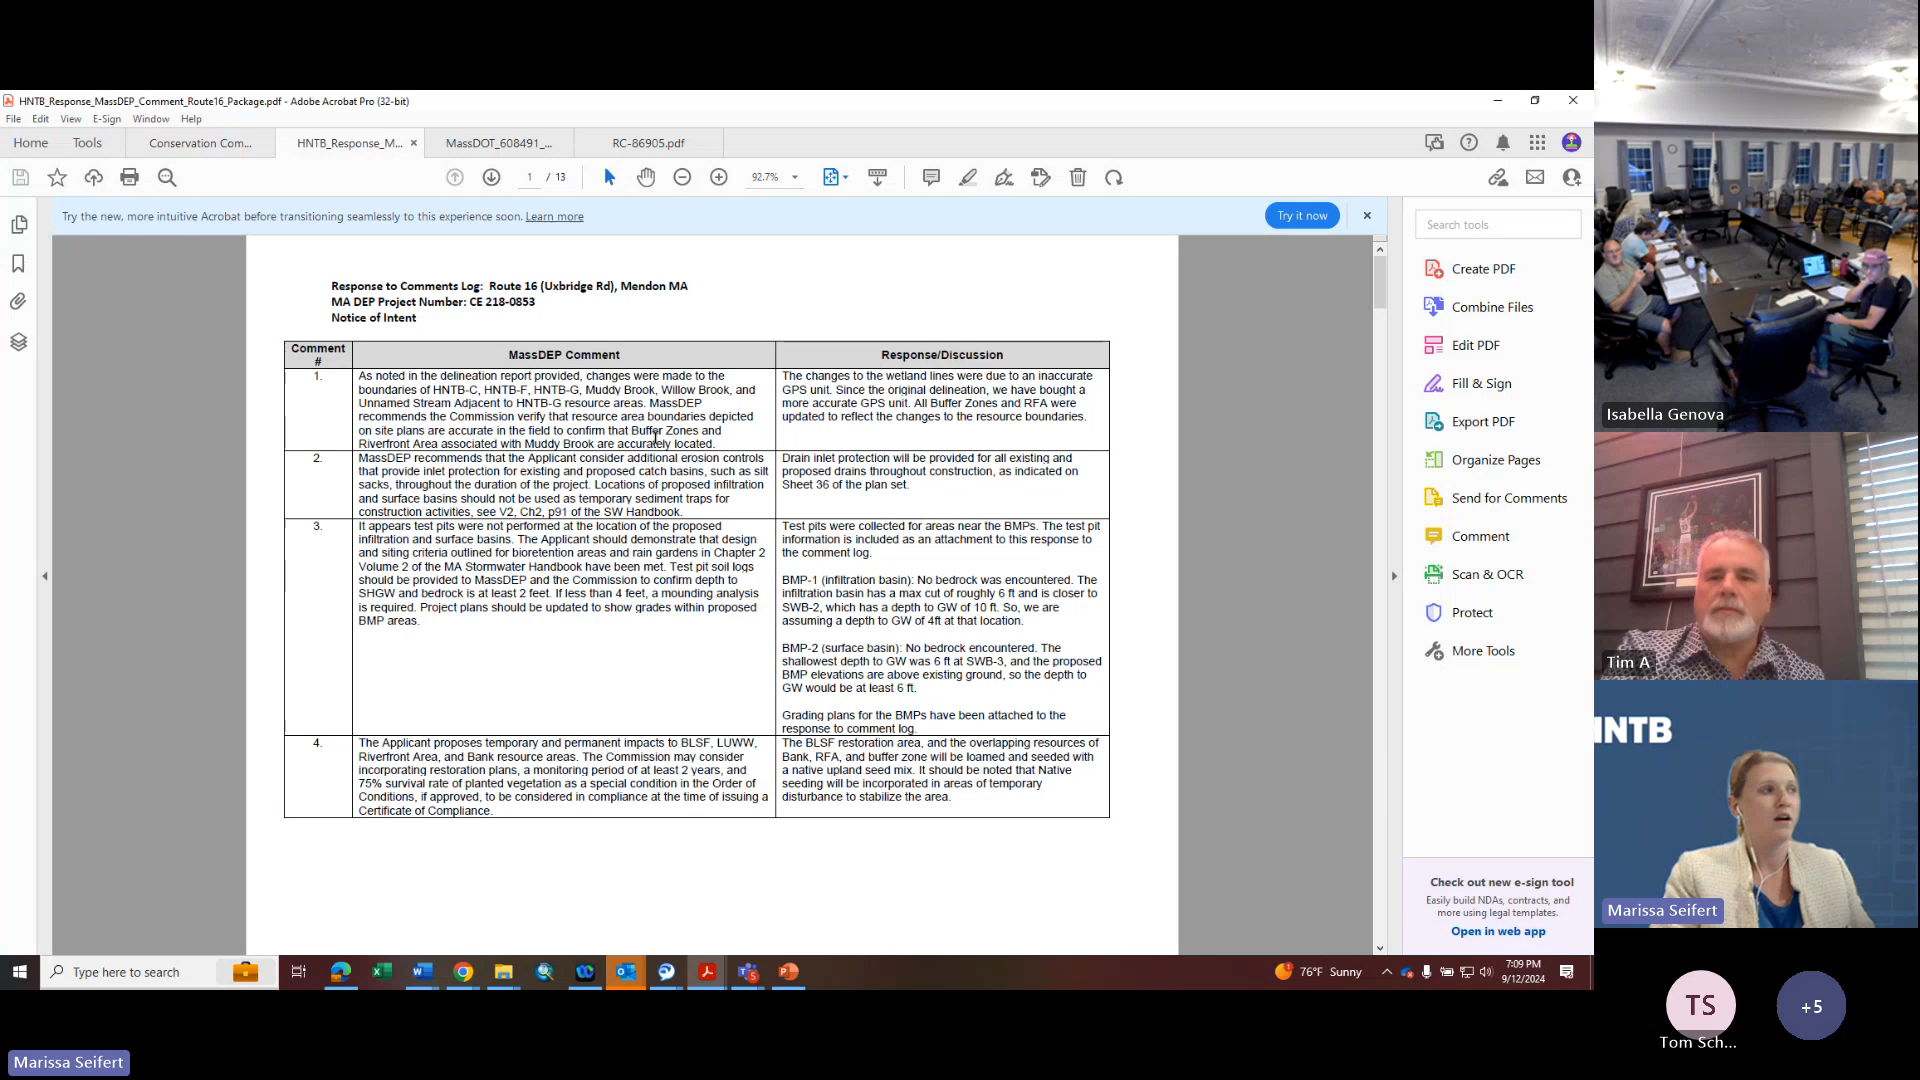 HNTB_Response_MassDEP_Comment_Route16_Package.pdf - Adobe Acrobat Pro (32-bit)
File Edit View E-Sign Window Help
Home Tools Conservation Com... HNTB_Response_M... × MassDOT_608491_... RC-86905.pdf
1 / 13 92.7%
Try the new, more intuitive Acrobat before transitioning seamlessly to this experience soon. Learn more Try it now
Response to Comments Log: Route 16 (Uxbridge Rd), Mendon MA
MA DEP Project Number: CE 218-0853
Notice of Intent
Comment # MassDEP Comment Response/Discussion
1.
As noted in the delineation report provided, changes were made to the
boundaries of HNTB-C, HNTB-F, HNTB-G, Muddy Brook, Willow Brook, and
Unnamed Stream Adjacent to HNTB-G resource areas. MassDEP
recommends the Commission verify that resource area boundaries depicted
on site plans are accurate in the field to confirm that Buffer Zones and
Riverfront Area associated with Muddy Brook are accurately located.
The changes to the wetland lines were due to an inaccurate
GPS unit. Since the original delineation, we have bought a
more accurate GPS unit. All Buffer Zones and RFA were
updated to reflect the changes to the resource boundaries.
2.
MassDEP recommends that the Applicant consider additional erosion controls
that provide inlet protection for existing and proposed catch basins, such as silt
sacks, throughout the duration of the project. Locations of proposed infiltration
and surface basins should not be used as temporary sediment traps for
construction activities, see V2, Ch2, p91 of the SW Handbook.
Drain inlet protection will be provided for all existing and
proposed drains throughout construction, as indicated on
Sheet 36 of the plan set.
3.
It appears test pits were not performed at the location of the proposed
infiltration and surface basins. The Applicant should demonstrate that design
and siting criteria outlined for bioretention areas and rain gardens in Chapter 2
Volume 2 of the MA Stormwater Handbook have been met. Test pit soil logs
should be provided to MassDEP and the Commission to confirm depth to
SHGW and bedrock is at least 2 feet. If less than 4 feet, a mounding analysis
is required. Project plans should be updated to show grades within proposed
BMP areas.
Test pits were collected for areas near the BMPs. The test pit
information is included as an attachment to this response to
the comment log.
BMP-1 (infiltration basin): No bedrock was encountered. The
infiltration basin has a max cut of roughly 6 ft and is closer to
SWB-2, which has a depth to GW of 10 ft. So, we are
assuming a depth to GW of 4ft at that location.
BMP-2 (surface basin): No bedrock encountered. The
shallowest depth to GW was 6 ft at SWB-3, and the proposed
BMP elevations are above existing ground, so the depth to
GW would be at least 6 ft.
Grading plans for the BMPs have been attached to the
response to comment log.
4.
The Applicant proposes temporary and permanent impacts to BLSF, LUWW,
Riverfront Area, and Bank resource areas. The Commission may consider
incorporating restoration plans, a monitoring period of at least 2 years, and
75% survival rate of planted vegetation as a special condition in the Order of
Conditions, if approved, to be considered in compliance at the time of issuing a
Certificate of Compliance.
The BLSF restoration area, and the overlapping resources of
Bank, RFA, and buffer zone will be loamed and seeded with
a native upland seed mix. It should be noted that Native
seeding will be incorporated in areas of temporary
disturbance to stabilize the area.
Search tools
Create PDF
Combine Files
Edit PDF
Fill & Sign
Export PDF
Organize Pages
Send for Comments
Comment
Scan & OCR
Protect
More Tools
Check out new e-sign tool
Easily build NDAs, contracts, and
more using legal templates.
Open in web app
Type here to search
76°F Sunny
7:09 PM
9/12/2024
Isabella Genova
Tim A
HNTB
Marissa Seifert
TS
Tom Sch...
+5
Marissa Seifert